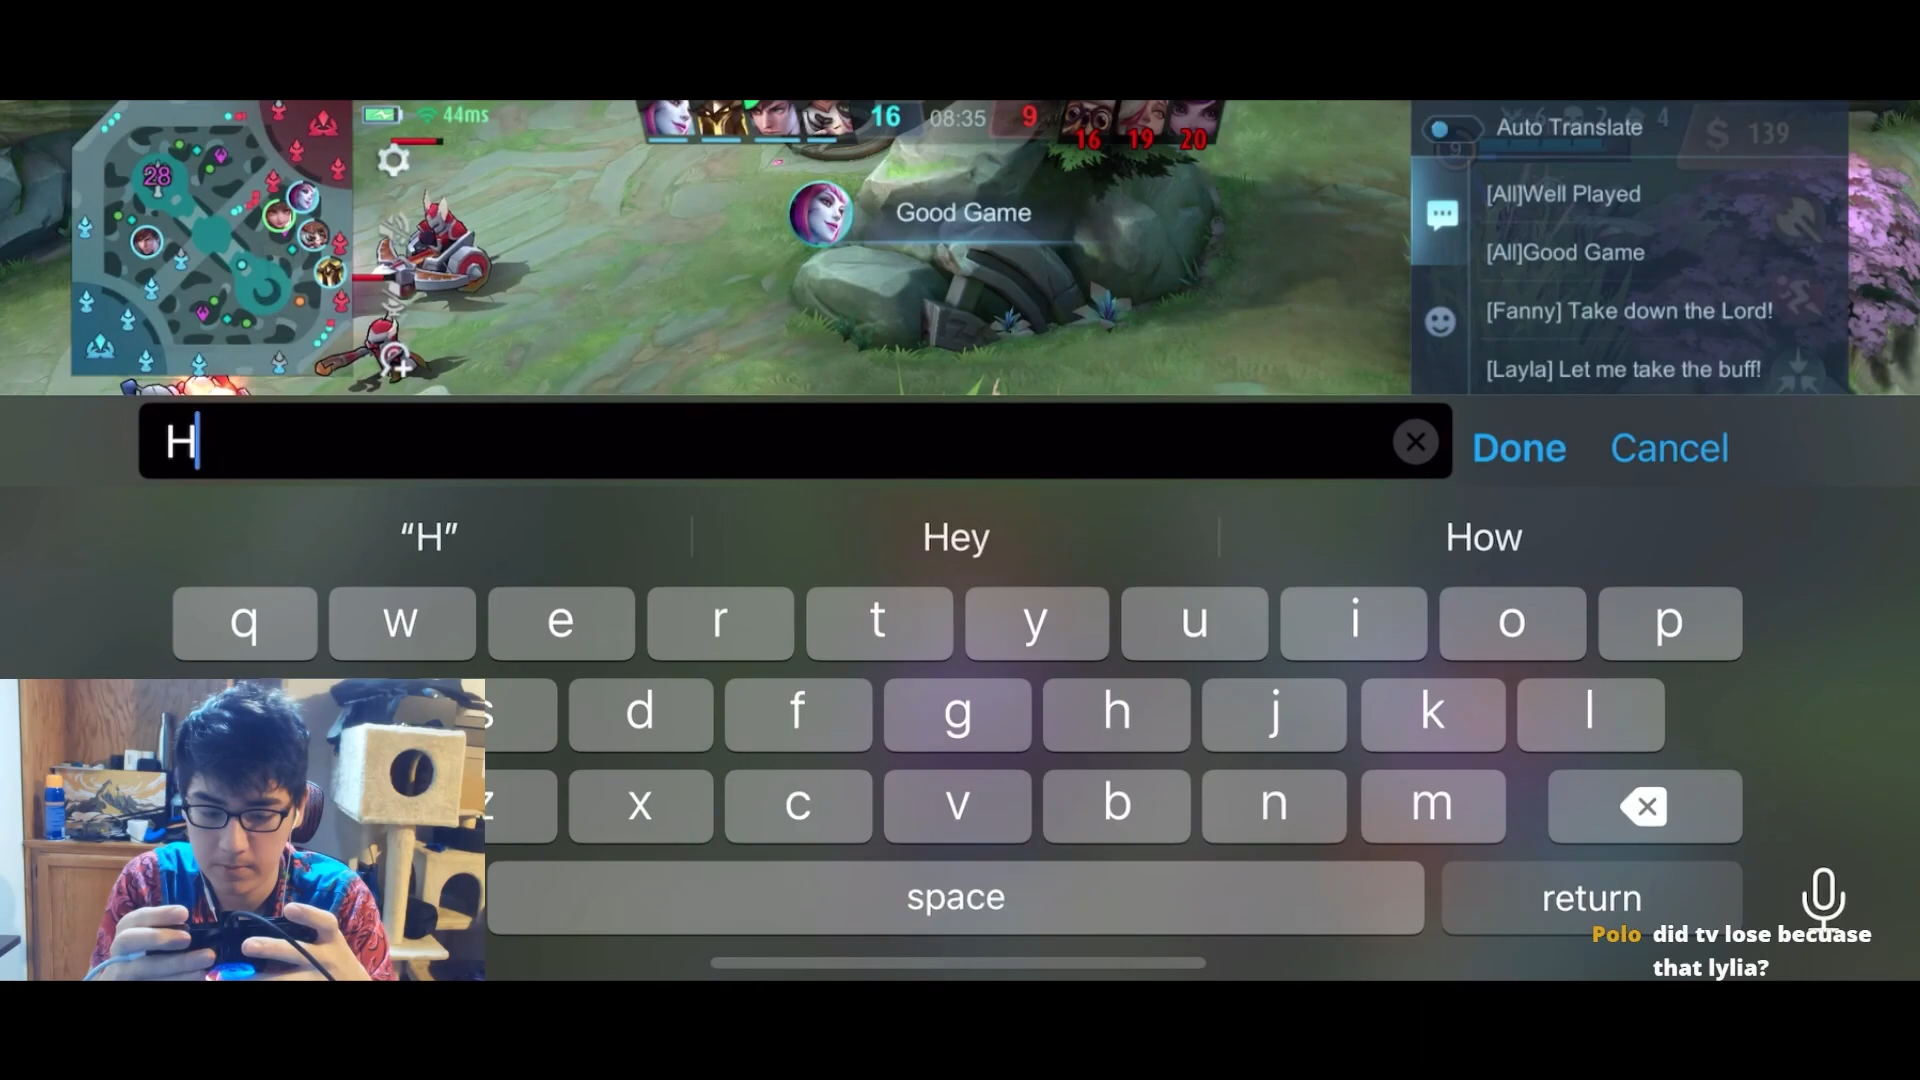 44ms
16 08:35 9
16 19 20
Auto Translate
139
28
Good Game
[All]Well Played
[All]Good Game
[Fanny] Take down the Lord!
[Layla] Let me take the buff!
H
Done Cancel
“H” Hey How
q w e r t y u i o p
s d f g h j k l
z x c v b n m
space return
Polo did tv lose becuase
that lylia?